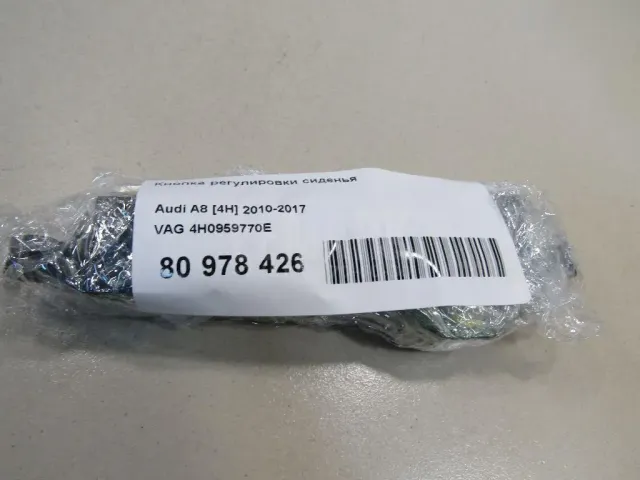 Кнопка регулировки сиденья
Audi A8 [4H] 2010-2017
VAG 4H0959770E
80 978 426